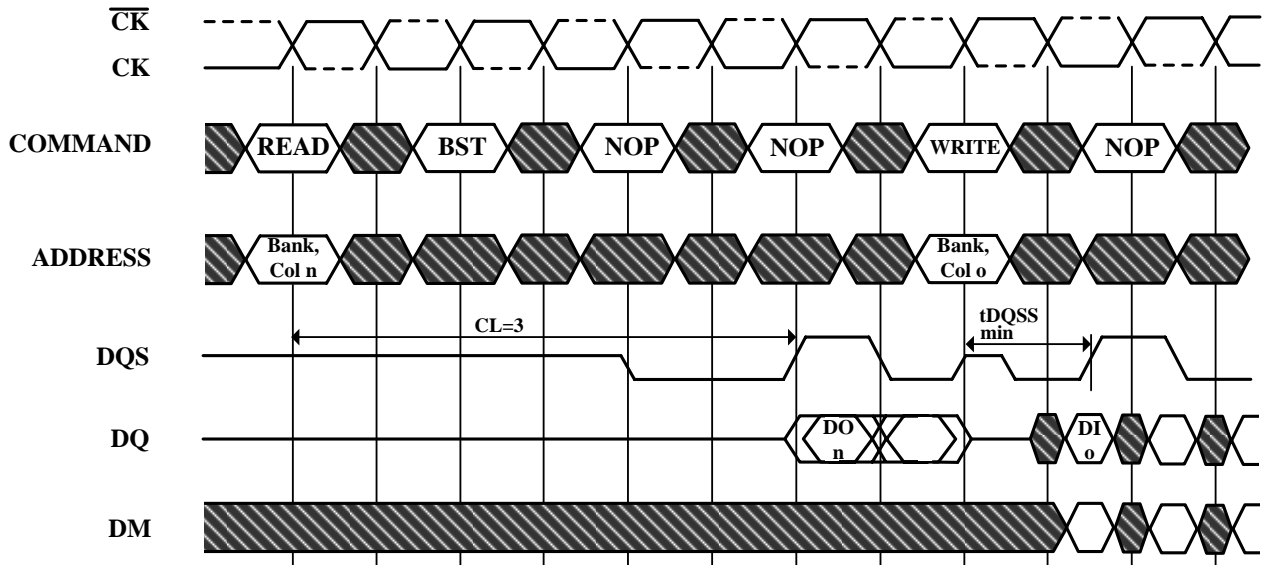 C̅K̅
CK
COMMAND
READ
BST
NOP
NOP
WRITE
NOP
ADDRESS
Bank,
Col n
Bank,
Col o
DQS
CL=3
tDQSS
min
DQ
DO
n
DI
o
DM